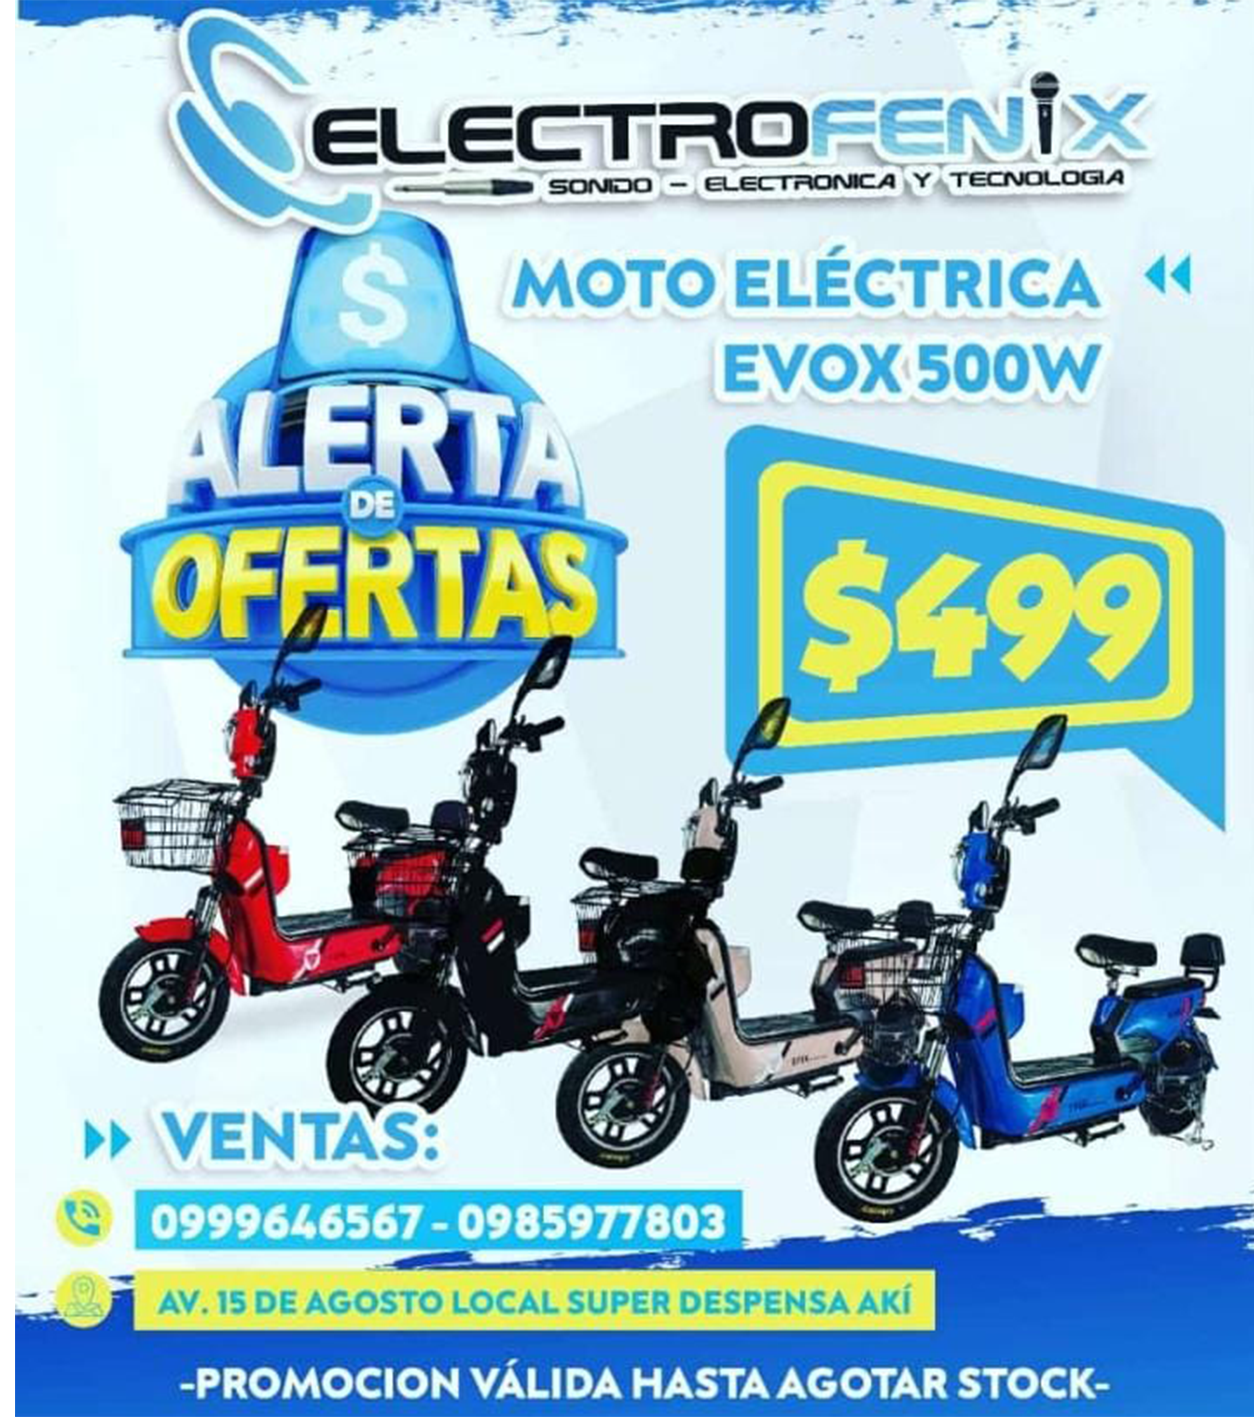 ELECTROFENIX
SONIDO - ELECTRONICA Y TECNOLOGIA
MOTO ELÉCTRICA
EVOX 500W
$
ALERTA
DE
OFERTAS
$499
VENTAS:
0999646567 - 0985977803
AV. 15 DE AGOSTO LOCAL SUPER DESPENSA AKÍ
-PROMOCION VÁLIDA HASTA AGOTAR STOCK-